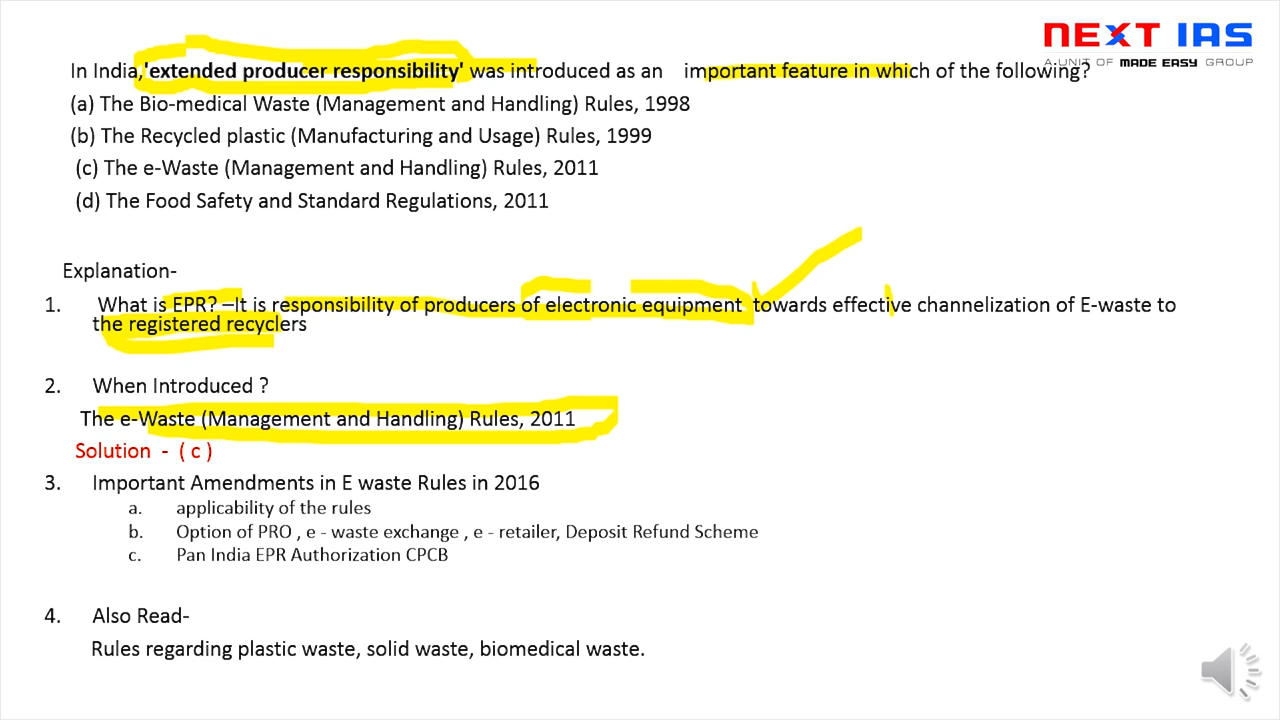 NEXT IAS
A UNIT OF MADE EASY GROUP
In India,'extended producer responsibility' was introduced as an important feature in which of the following?
(a) The Bio-medical Waste (Management and Handling) Rules, 1998
(b) The Recycled plastic (Manufacturing and Usage) Rules, 1999
(c) The e-Waste (Management and Handling) Rules, 2011
(d) The Food Safety and Standard Regulations, 2011
Explanation-
1. What is EPR? –It is responsibility of producers of electronic equipment towards effective channelization of E-waste to
the registered recyclers
2. When Introduced ?
The e-Waste (Management and Handling) Rules, 2011
Solution - ( c )
3. Important Amendments in E waste Rules in 2016
a. applicability of the rules
b. Option of PRO , e - waste exchange , e - retailer, Deposit Refund Scheme
c. Pan India EPR Authorization CPCB
4. Also Read-
Rules regarding plastic waste, solid waste, biomedical waste.